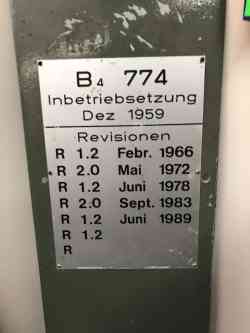 B4 774
Inbetriebsetzung
Dez 1959
Revisionen
R 1.2 Febr. 1966
R 2.0 Mai 1972
R 1.2 Juni 1978
R 2.0 Sept. 1983
R 1.2 Juni 1989
R 1.2
R